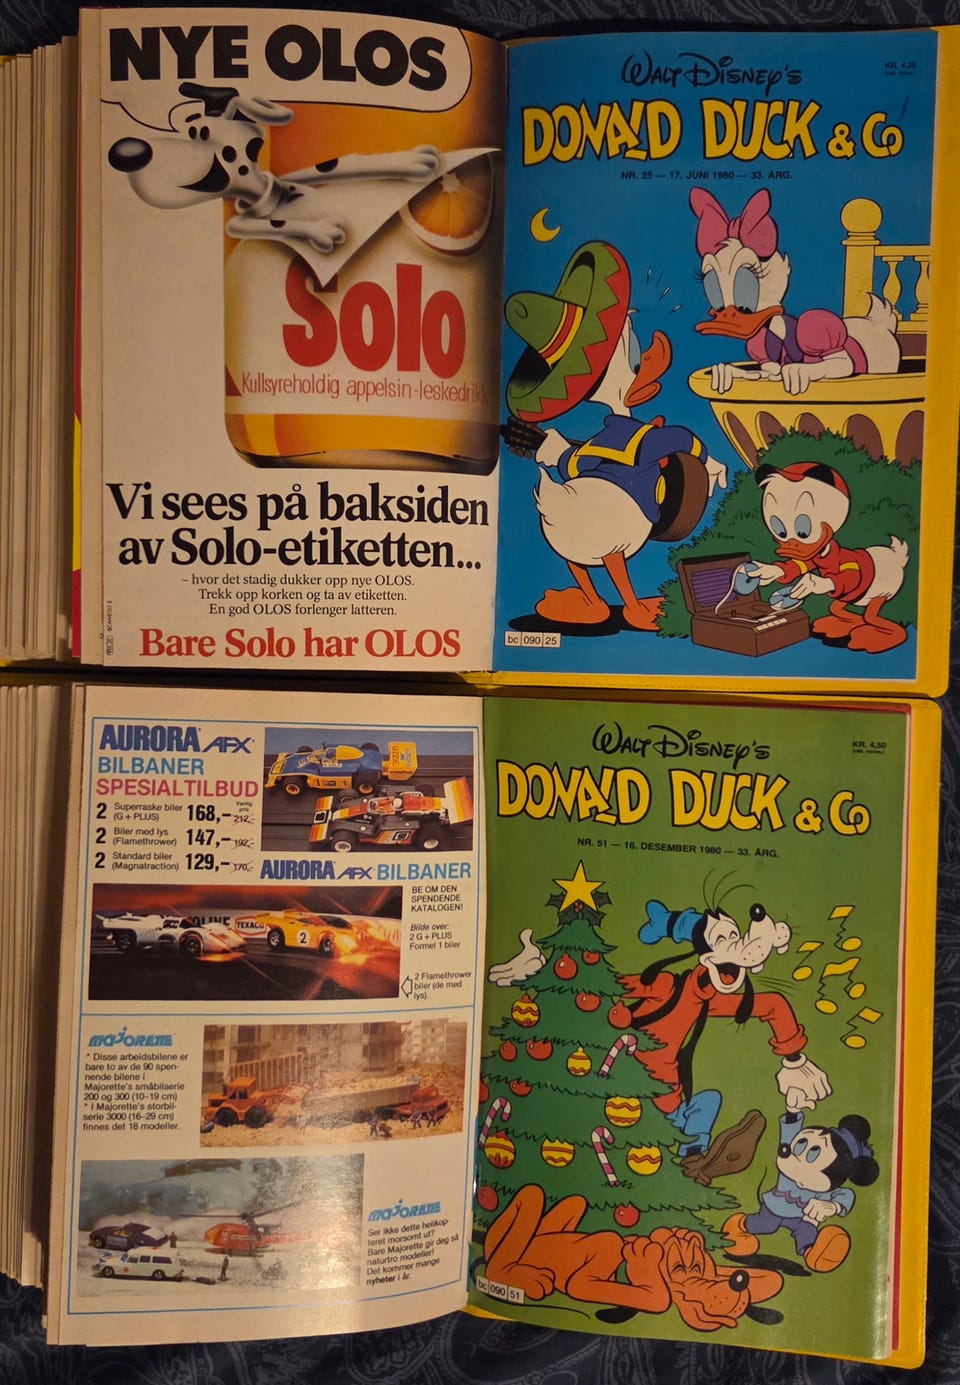 NYE OLOS
Solo
Kullsyreholdig appelsin-leskedrikk
Vi sees på baksiden
av Solo-etiketten...
– hvor det stadig dukker opp nye OLOS.
Trekk opp korken og ta av etiketten.
En god OLOS forlenger latteren.
Bare Solo har OLOS
WALT DISNEY'S
KR. 4,25
DONALD DUCK & Co
NR. 25 — 17. JUNI 1980 — 33. ÅRG.
bc 090 25
AURORA AFX
BILBANER
SPESIALTILBUD
2 Superraske biler (G + PLUS) 168,– Vanlig pris 212,–
2 Biler med lys (Flamethrower) 147,– 192,–
2 Standard biler (Magnatraction) 129,– 170,–
AURORA AFX BILBANER
TEXACO
2
BE OM DEN
SPENDENDE
KATALOGEN!
Bilde over:
2 G + PLUS
Formel 1 biler
2 Flamethrower
biler (de med
lys).
MAJORETTE
* Disse arbeidsbilene er
bare to av de 90 spen-
nende bilene i
Majorette's småbilserie
200 og 300 (10–19 cm)
* I Majorette's storbil-
serie 3000 (16–29 cm)
finnes det 18 modeller.
MAJORETTE
Ser ikke dette helikop-
teret morsomt ut?
Bare Majorette gir deg så
naturtro modeller!
Det kommer mange
nyheter i år.
WALT DISNEY'S
KR. 4,50
DONALD DUCK & Co
NR. 51 — 16. DESEMBER 1980 — 33. ÅRG.
bc 090 51